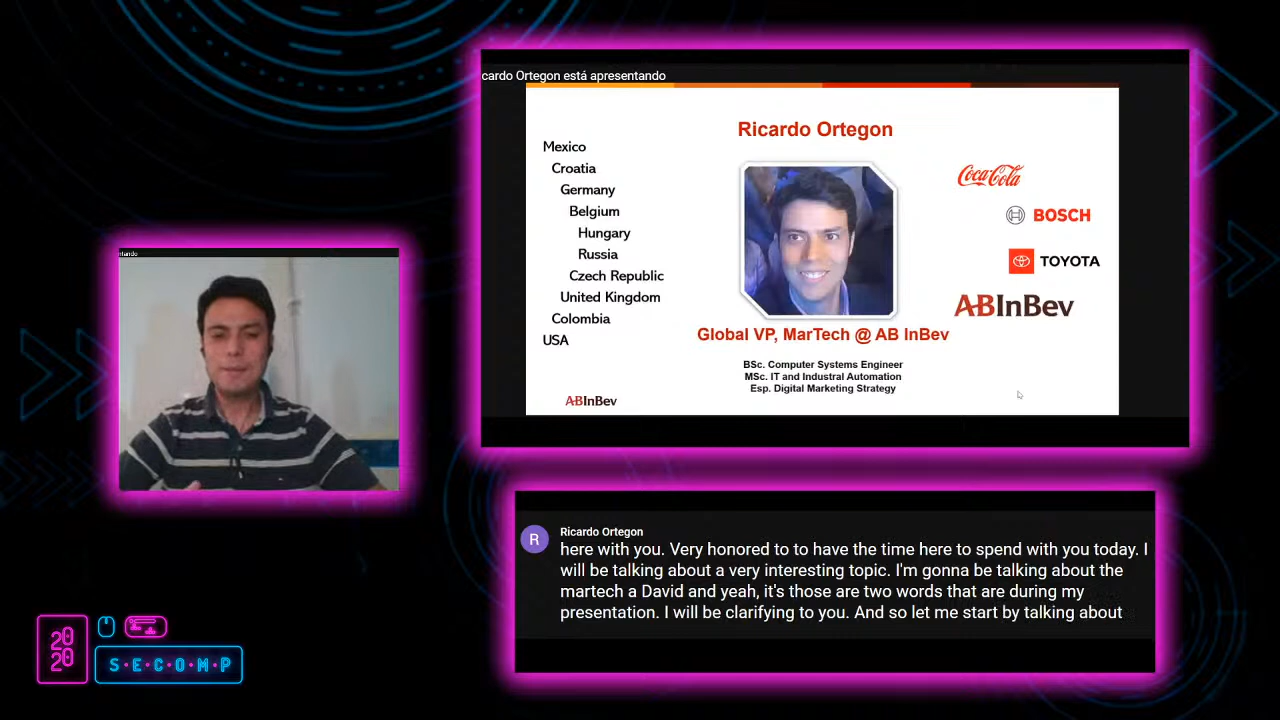 cardo Ortegon está apresentando
Ricardo Ortegon
Mexico
Croatia
Germany
Belgium
Hungary
Russia
Czech Republic
United Kingdom
Colombia
USA
Coca-Cola
BOSCH
TOYOTA
ABInBev
Global VP, MarTech @ AB InBev
BSc. Computer Systems Engineer
MSc. IT and Industral Automation
Esp. Digital Marketing Strategy
ABInBev
ntando
R
Ricardo Ortegon
here with you. Very honored to to have the time here to spend with you today. I
will be talking about a very interesting topic. I'm gonna be talking about the
martech a David and yeah, it's those are two words that are during my
presentation. I will be clarifying to you. And so let me start by talking about
20
20
S·E·C·O·M·P